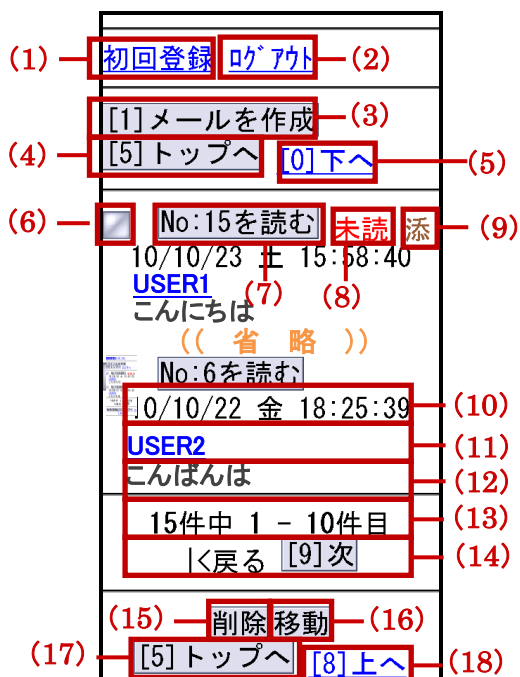 (1) 初回登録 ﾛｸﾞｱｳﾄ (2)
[1]メールを作成 (3)
(4) [5]トップへ [0]下へ (5)
(6) No:15を読む 未読 添 (9)
10/10/23 土 15:58:40
USER1 (7) (8)
こんにちは
(( 省 略 ))
No:6を読む
10/10/22 金 18:25:39 (10)
USER2 (11)
こんばんは (12)
15件中 1 - 10件目 (13)
|<戻る [9]次 (14)
(15) 削除 移動 (16)
(17) [5]トップへ [8]上へ (18)